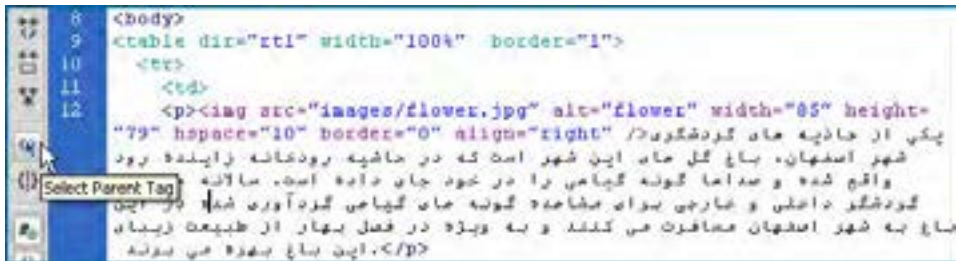 8 <body>
9 <table dir="rtl" width="100%" border="1">
10 <tr>
11 <td>
12 <p><img src="images/flower.jpg" alt="flower" width="85" height=
"79" hspace="10" border="0" align="right" /> یکی از جاذبه های گردشگری
شهر اصفهان، باغ گل های این شهر است که در حاشیه رودخانه زاینده رود
واقع شده و صدها گونه گیاهی را در خود جای داده است. سالانه
Select Parent Tag
گردشگر داخلی و خارجی برای مشاهده گونه های گیاهی گردآوری شده در این
باغ به شهر اصفهان مسافرت می کنند و به ویژه در فصل بهار از طبیعت زیبای
این باغ بهره می برند.</p>